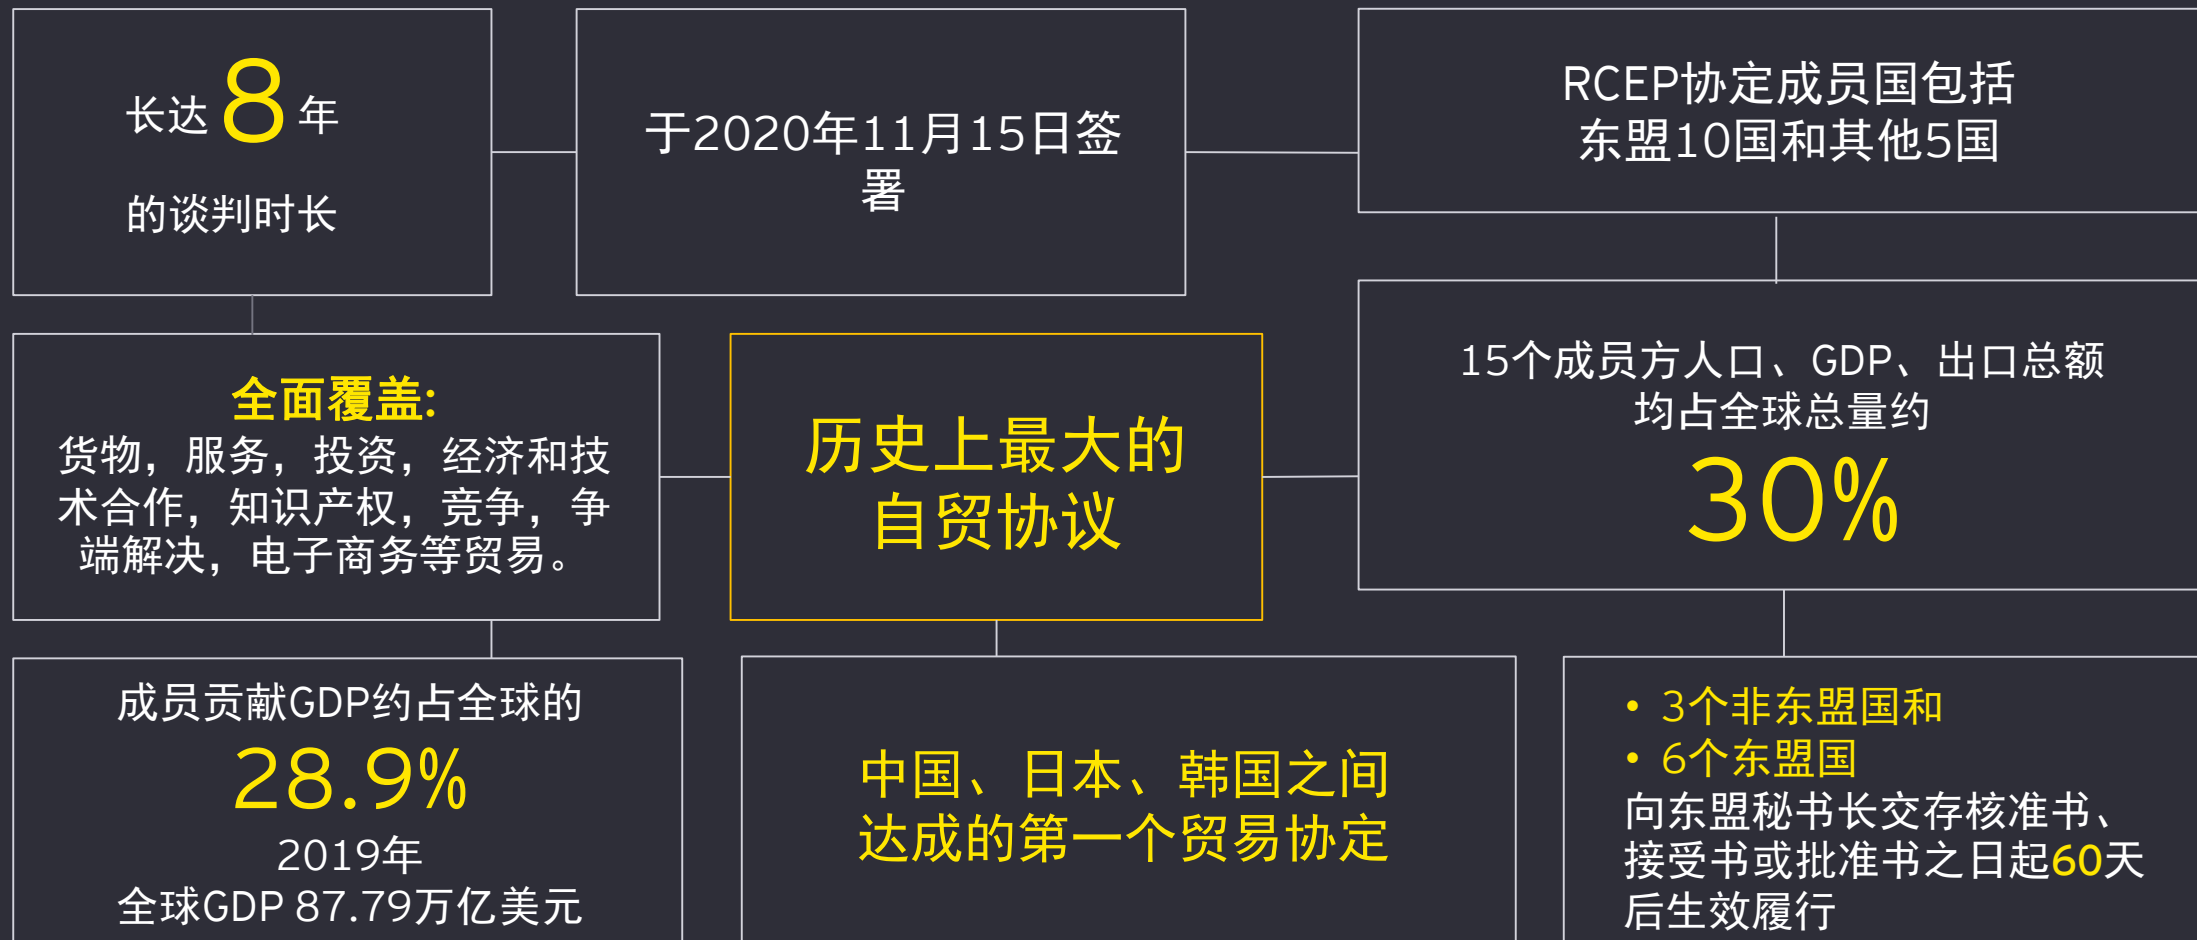 长达8年
的谈判时长
于2020年11月15日签
署
RCEP协定成员国包括
东盟10国和其他5国
全面覆盖:
货物，服务，投资，经济和技
术合作，知识产权，竞争，争
端解决，电子商务等贸易。
历史上最大的
自贸协议
15个成员方人口、GDP、出口总额
均占全球总量约
30%
成员贡献GDP约占全球的
28.9%
2019年
全球GDP 87.79万亿美元
中国、日本、韩国之间
达成的第一个贸易协定
• 3个非东盟国和
• 6个东盟国
向东盟秘书长交存核准书、
接受书或批准书之日起60天
后生效履行